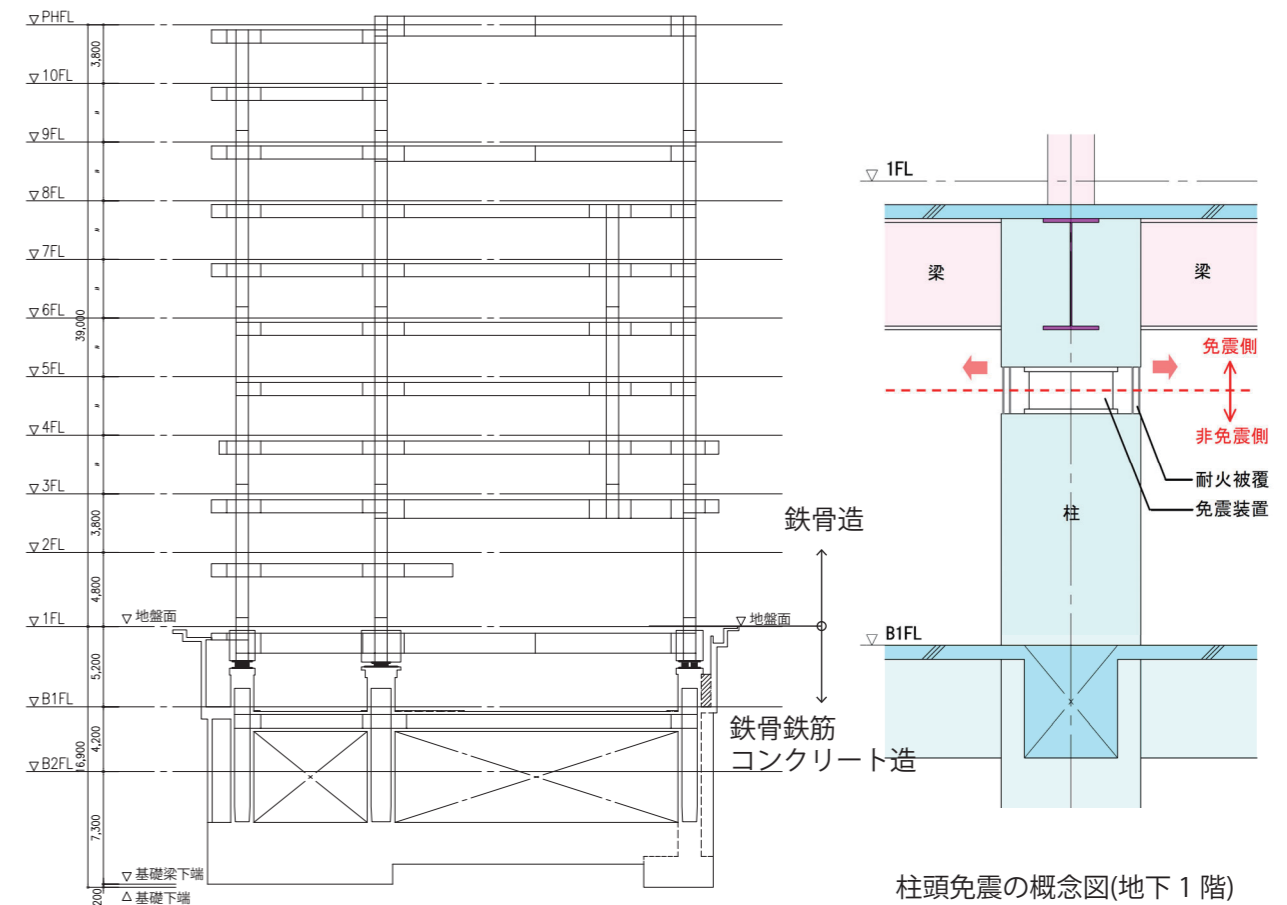 ▽PHFL
3,800
▽10FL
〃
▽9FL
〃
▽8FL
〃
▽7FL
〃
▽6FL
39,000
〃
▽5FL
〃
▽4FL
〃
▽3FL
3,800
▽2FL
4,800
▽1FL
▽地盤面
▽地盤面
5,200
▽B1FL
4,200
16,900
▽B2FL
7,300
▽基礎梁下端
200
△基礎下端
鉄骨造
鉄骨鉄筋
コンクリート造
▽ 1FL
梁
梁
免震側
非免震側
耐火被覆
免震装置
柱
▽ B1FL
柱頭免震の概念図(地下 1 階)